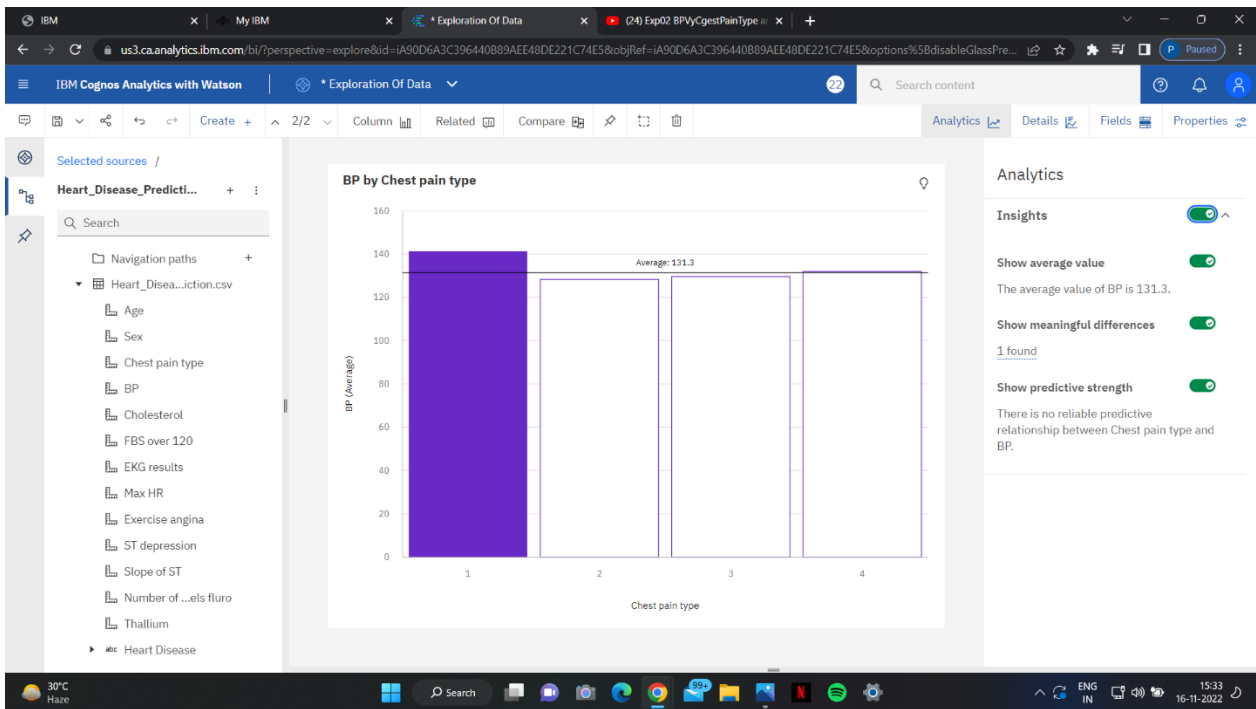 IBM
My IBM
* Exploration Of Data
(24) Exp02 BPVyCgestPainType a
us3.ca.analytics.ibm.com/bi/?perspective=explore&id=iA90D6A3C396440B89AEE48DE221C74E5&objRef=iA90D6A3C396440B89AEE48DE221C74E5&options%5BdisableGlassPre...
P Paused
IBM Cognos Analytics with Watson
* Exploration Of Data
22
Search content
Create +
2/2
Column
Related
Compare
Analytics
Details
Fields
Properties
Selected sources /
Heart_Disease_Predicti...
Search
Navigation paths
Heart_Disea...iction.csv
Age
Sex
Chest pain type
BP
Cholesterol
FBS over 120
EKG results
Max HR
Exercise angina
ST depression
Slope of ST
Number of ...els fluro
Thallium
abc Heart Disease
BP by Chest pain type
160
140
120
100
80
60
40
20
0
BP (Average)
Average: 131.3
1
2
3
4
Chest pain type
Analytics
Insights
Show average value
The average value of BP is 131.3.
Show meaningful differences
1 found
Show predictive strength
There is no reliable predictive
relationship between Chest pain type and
BP.
30°C
Haze
Search
99+
N
ENG
IN
15:33
16-11-2022